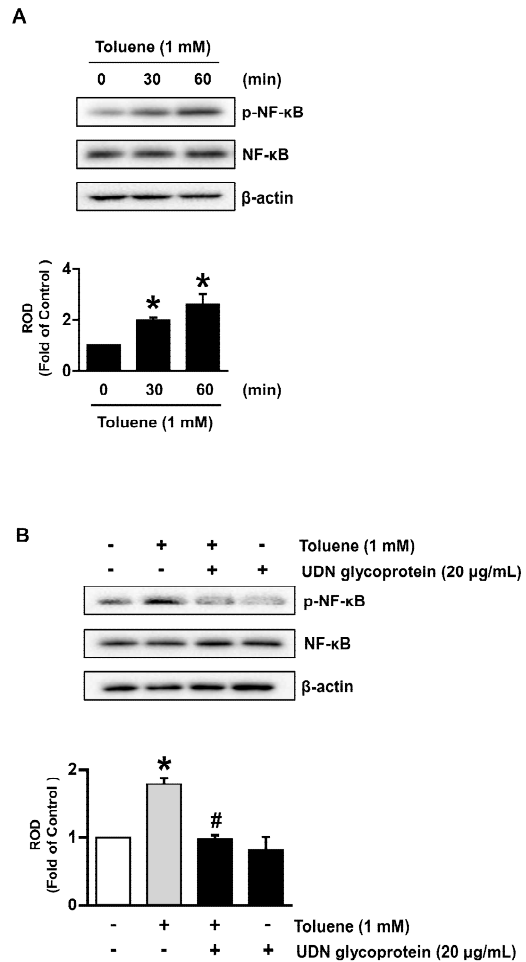 A
Toluene (1 mM)
0 30 60 (min)
p-NF-κB
NF-κB
β-actin
ROD
(Fold of Control )
4
2
0
* *
0 30 60 (min)
Toluene (1 mM)
B
- + + - Toluene (1 mM)
- - + + UDN glycoprotein (20 μg/mL)
p-NF-κB
NF-κB
β-actin
ROD
(Fold of Control )
2
1
0
*
#
- + + - Toluene (1 mM)
- - + + UDN glycoprotein (20 μg/mL)